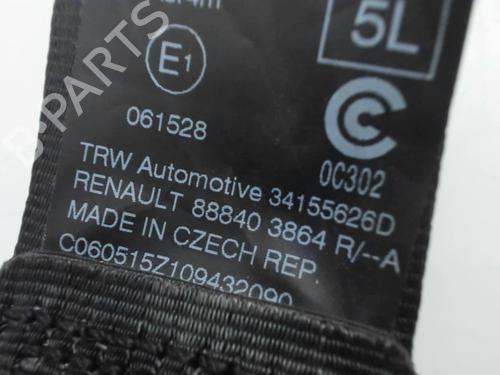 5L
E1
061528
0C302
TRW Automotive 34155626D
RENAULT 88840 3864 R/--A
MADE IN CZECH REP.
C060515Z109432090
B-PARTS